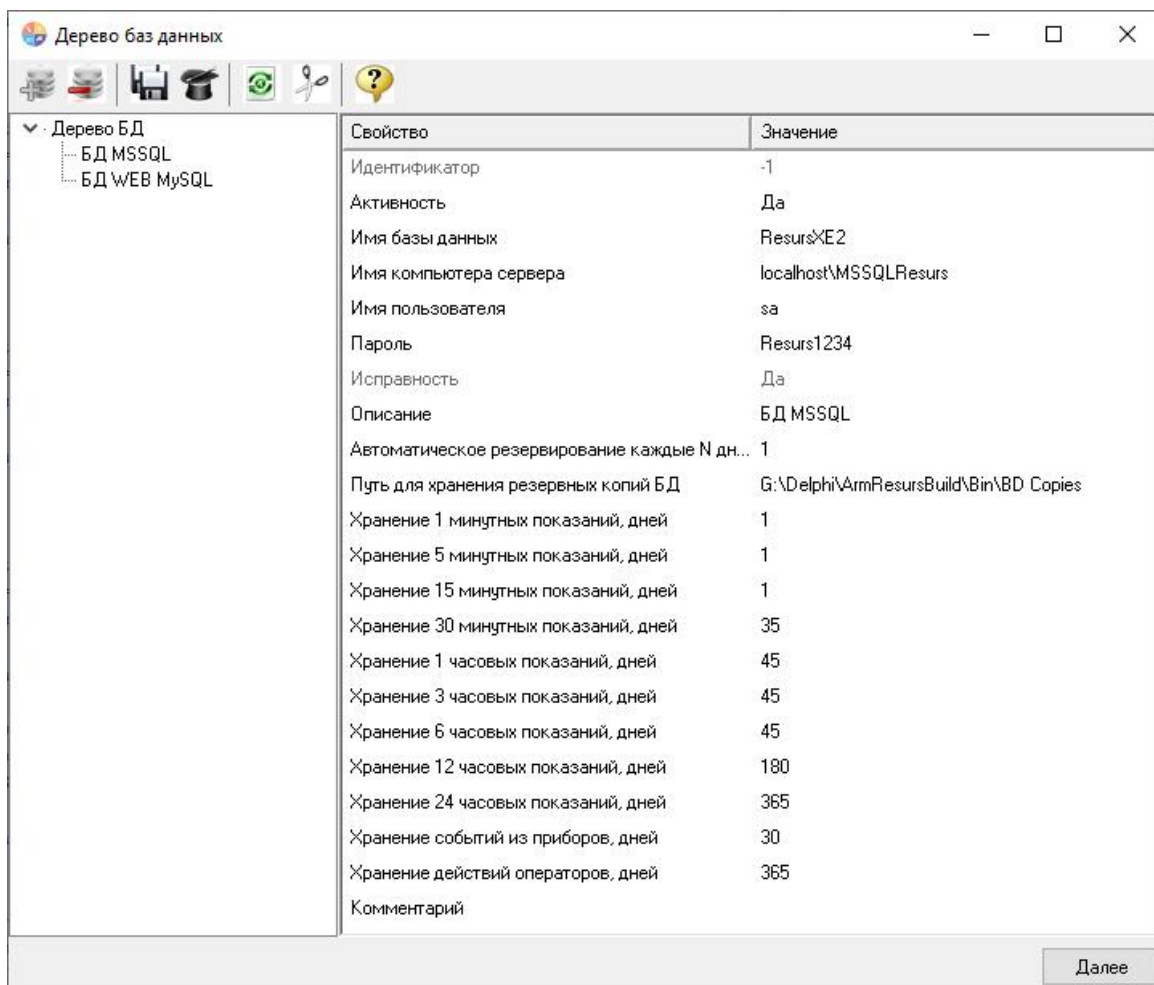 Дерево баз данных
Дерево БД
БД MSSQL
БД WEB MySQL
Свойство Значение
Идентификатор -1
Активность Да
Имя базы данных ResursXE2
Имя компьютера сервера localhost\MSSQLResurs
Имя пользователя sa
Пароль Resurs1234
Исправность Да
Описание БД MSSQL
Автоматическое резервирование каждые N дн... 1
Путь для хранения резервных копий БД G:\Delphi\ArmResursBuild\Bin\BD Copies
Хранение 1 минутных показаний, дней 1
Хранение 5 минутных показаний, дней 1
Хранение 15 минутных показаний, дней 1
Хранение 30 минутных показаний, дней 35
Хранение 1 часовых показаний, дней 45
Хранение 3 часовых показаний, дней 45
Хранение 6 часовых показаний, дней 45
Хранение 12 часовых показаний, дней 180
Хранение 24 часовых показаний, дней 365
Хранение событий из приборов, дней 30
Хранение действий операторов, дней 365
Комментарий
Далее